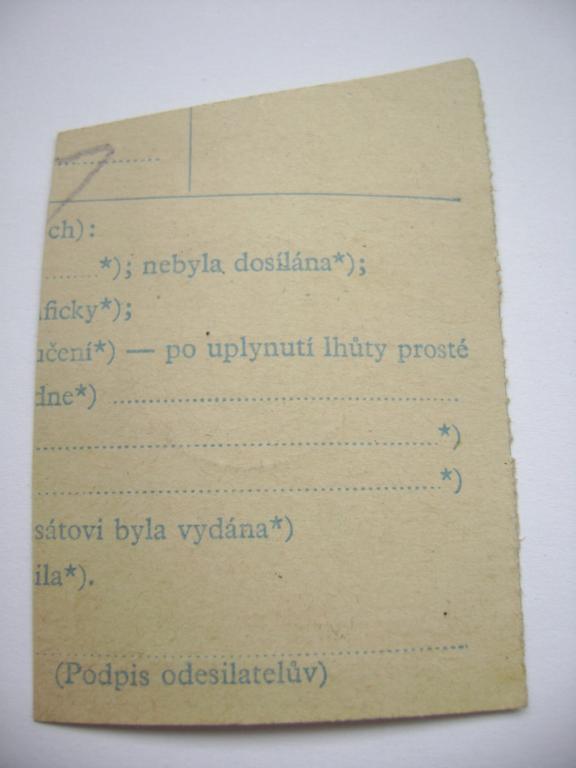 ch):
*); nebyla dosílána*);
ficky*);
učení*) — po uplynutí lhůty prosté
dne*)
*)
*)
sátovi byla vydána*)
ila*).
(Podpis odesilatelův)